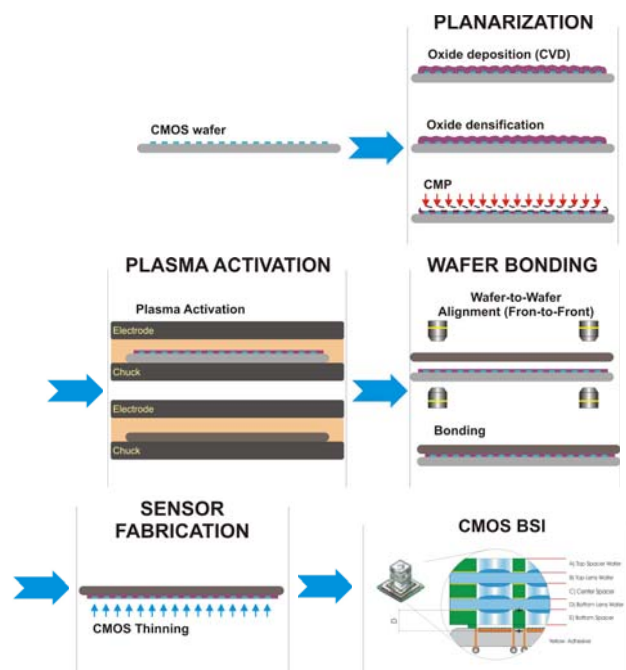 PLANARIZATION
Oxide deposition (CVD)
CMOS wafer
Oxide densification
CMP
PLASMA ACTIVATION
Plasma Activation
Electrode
Chuck
Electrode
Chuck
WAFER BONDING
Wafer-to-Wafer
Alignment (Fron-to-Front)
Bonding
SENSOR
FABRICATION
CMOS Thinning
CMOS BSI
A) Top Spacer Wafer
B) Top Lens Wafer
C) Center Spacer
D) Bottom Lens Wafer
E) Bottom Spacer
Yellow: Adhesive
D